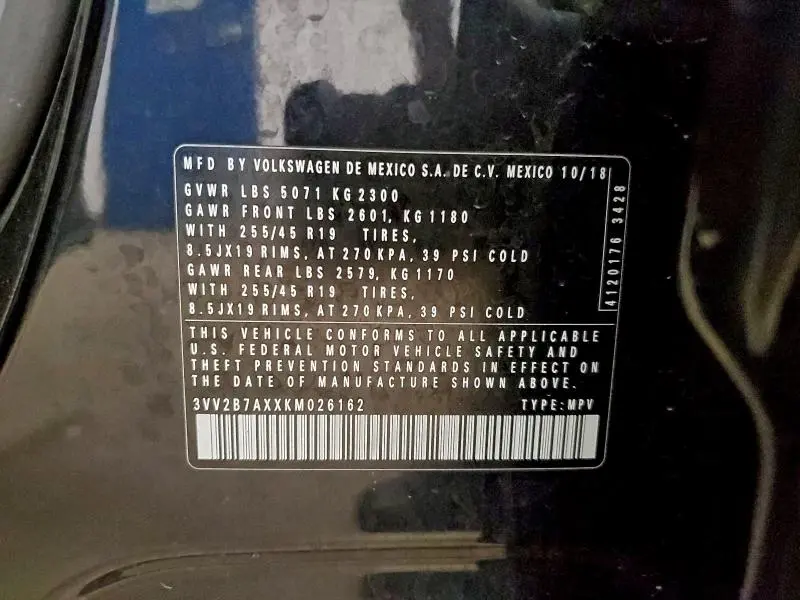 MFD BY VOLKSWAGEN DE MEXICO S.A. DE C.V. MEXICO 10/18
GVWR LBS 5071 KG 2300
GAWR FRONT LBS 2601, KG 1180
WITH 255/45 R19 TIRES,
8.5JX19 RIMS, AT 270 KPA, 39 PSI COLD
GAWR REAR LBS 2579, KG 1170
WITH 255/45 R19 TIRES,
8.5JX19 RIMS, AT 270 KPA, 39 PSI COLD
4120176 3428
THIS VEHICLE CONFORMS TO ALL APPLICABLE
U.S. FEDERAL MOTOR VEHICLE SAFETY AND
THEFT PREVENTION STANDARDS IN EFFECT ON
THE DATE OF MANUFACTURE SHOWN ABOVE.
3VV2B7AXXKM026162 TYPE: MPV